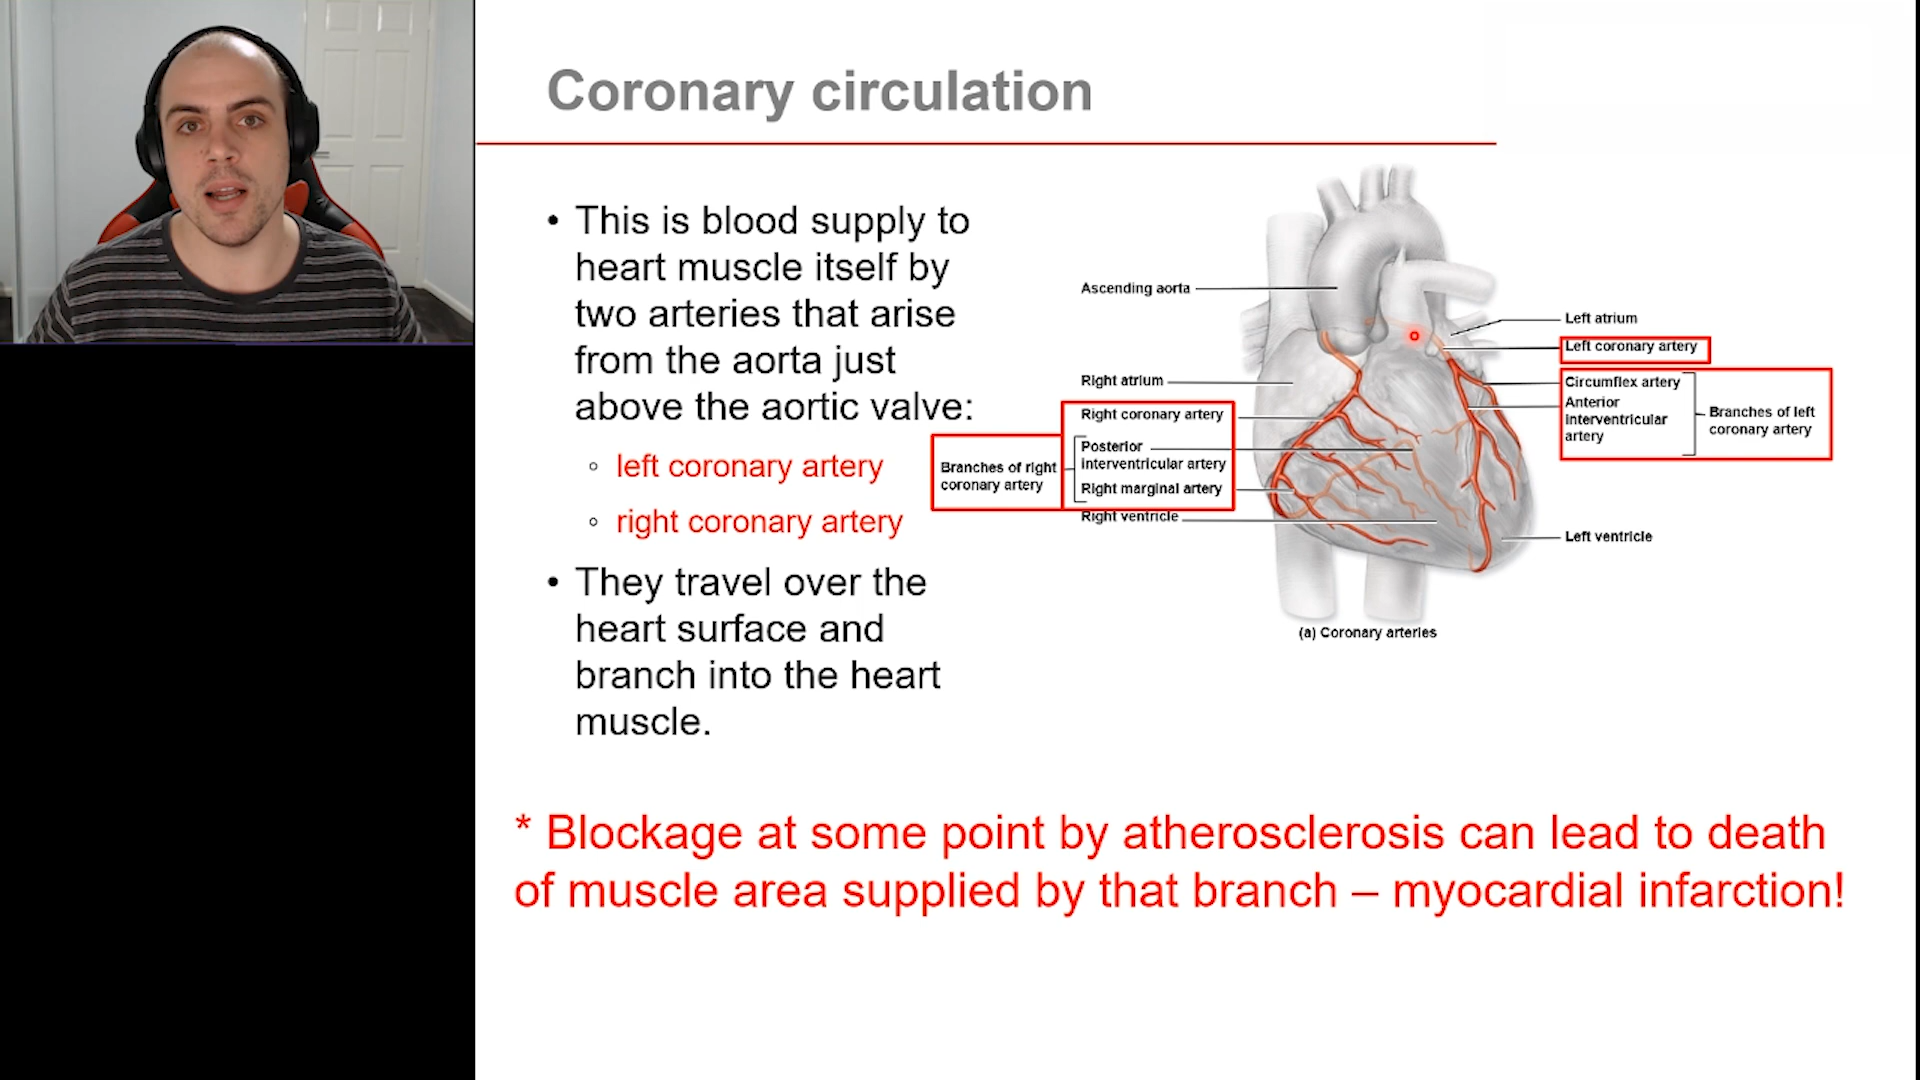 Coronary circulation
• This is blood supply to
heart muscle itself by
two arteries that arise
from the aorta just
above the aortic valve:
◦ left coronary artery
◦ right coronary artery
• They travel over the
heart surface and
branch into the heart
muscle.
Ascending aorta
Right atrium
Right coronary artery
Posterior
interventricular artery
Right marginal artery
Branches of right
coronary artery
Right ventricle
Left atrium
Left coronary artery
Circumflex artery
Anterior
interventricular
artery
Branches of left
coronary artery
Left ventricle
(a) Coronary arteries
* Blockage at some point by atherosclerosis can lead to death
of muscle area supplied by that branch – myocardial infarction!